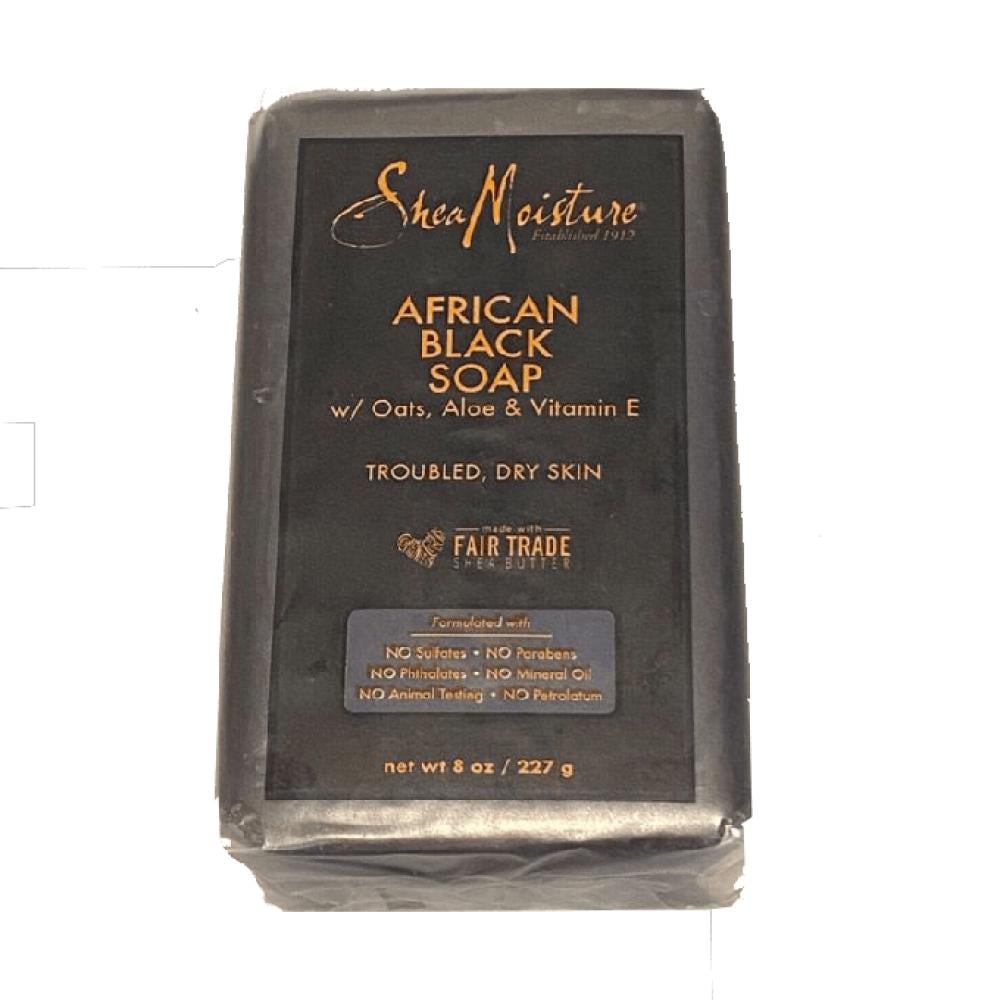 SheaMoisture
Established 1912
AFRICAN
BLACK
SOAP
w/ Oats, Aloe & Vitamin E
TROUBLED, DRY SKIN
made with
FAIR TRADE
SHEA BUTTER
Formulated with
NO Sulfates • NO Parabens
NO Phthalates • NO Mineral Oil
NO Animal Testing • NO Petrolatum
net wt 8 oz / 227 g